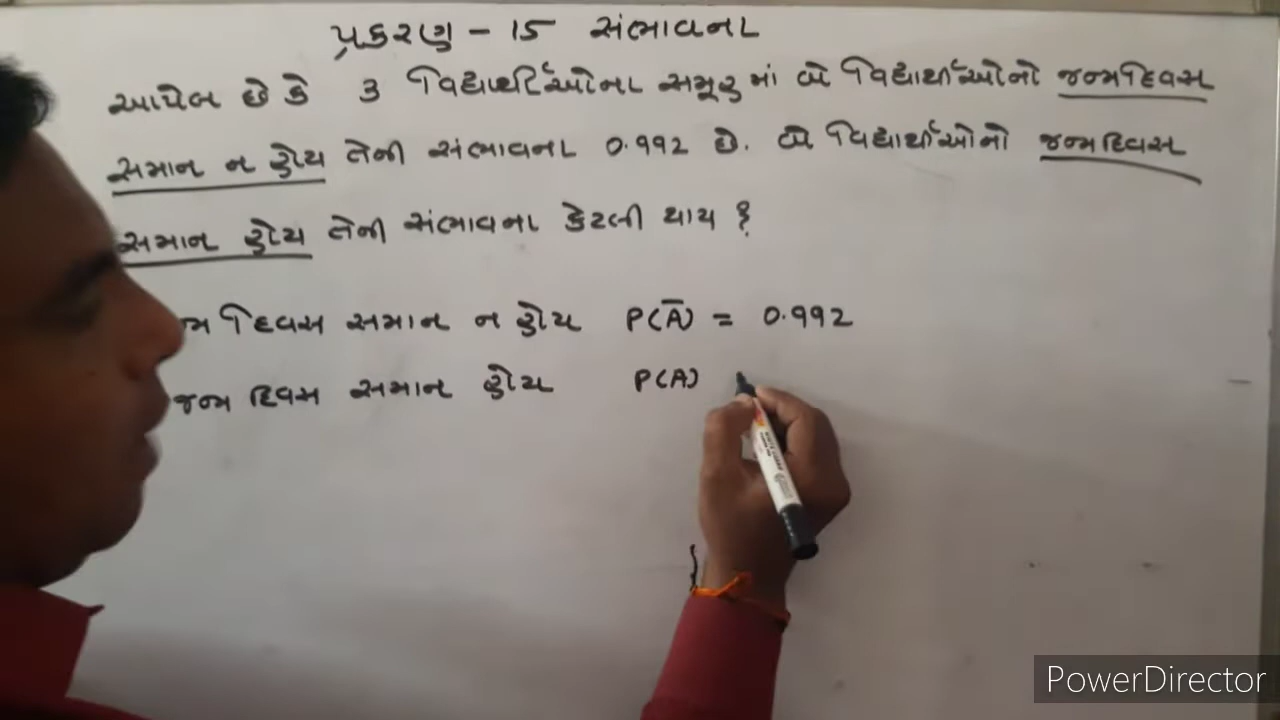 પ્રકરણ - 15 સંભાવના
આપેલ છે કે 3 વિદ્યાર્થીઓના સમૂહ માં બે વિદ્યાર્થીઓનો જન્મદિવસ
સમાન ન હોય તેની સંભાવના 0.992 છે. બે વિદ્યાર્થીઓનો જન્મદિવસ
સમાન હોય તેની સંભાવના કેટલી થાય ?
દિવસ સમાન ન હોય P(Ā) = 0.992
જન્મ દિવસ સમાન હોય P(A)
PowerDirector